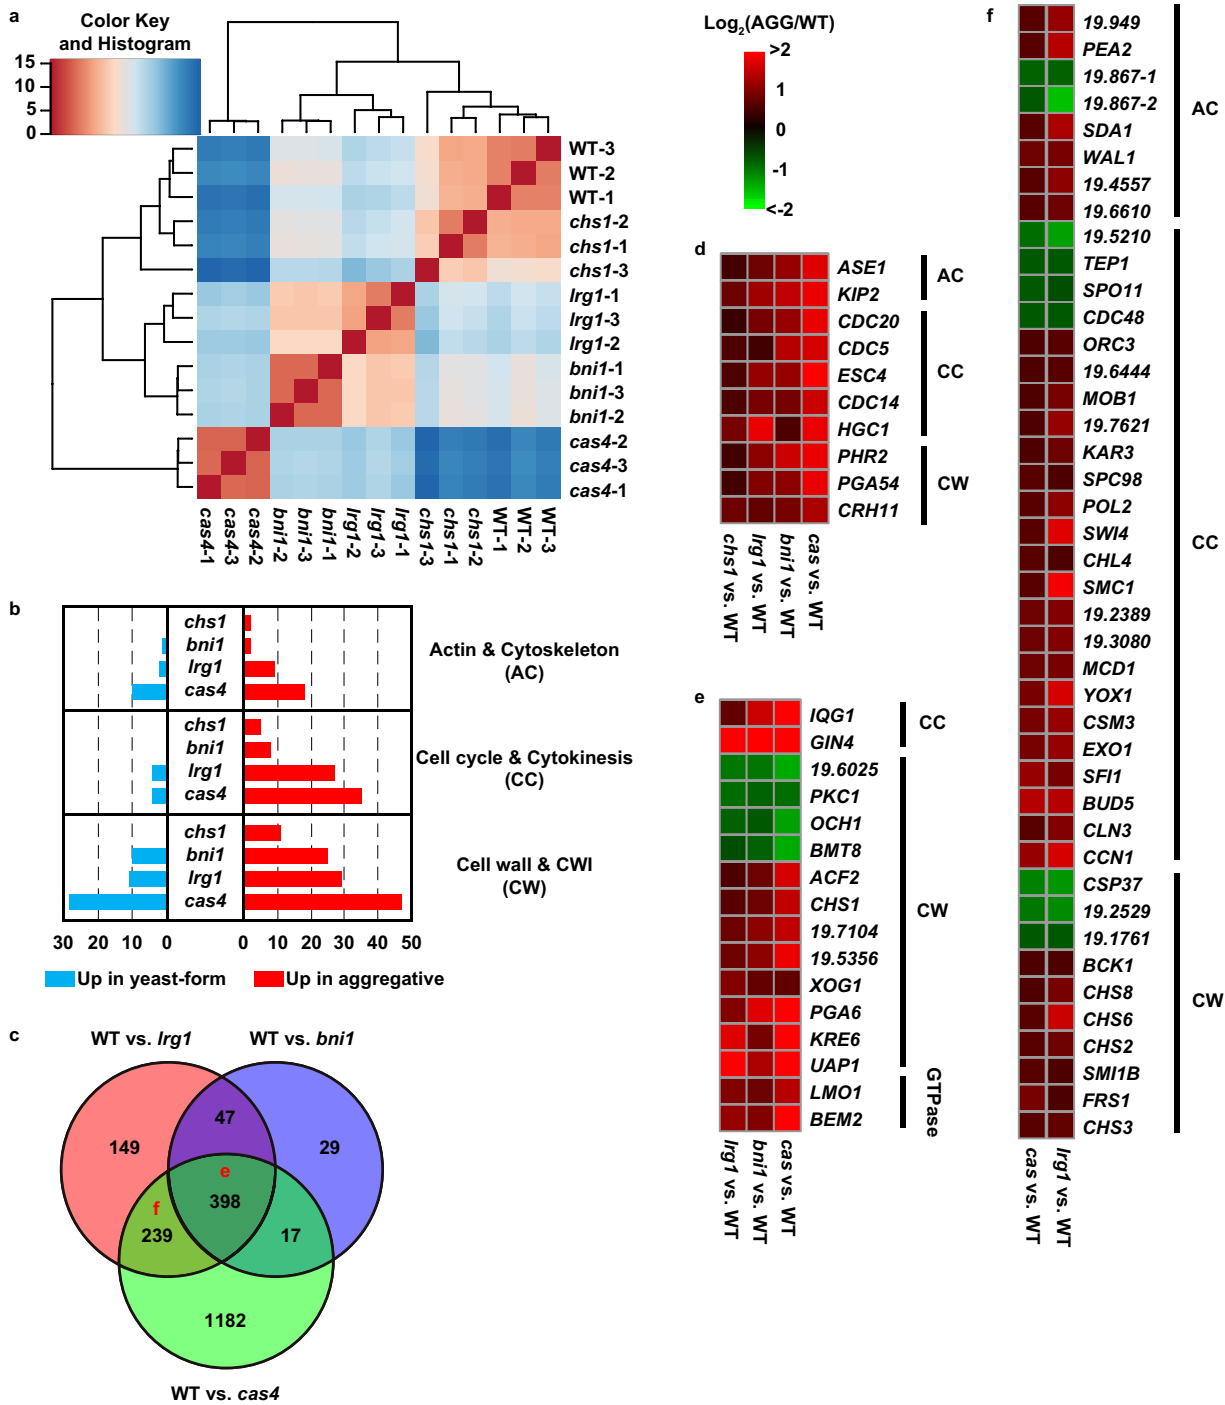 a
Color Key
and Histogram
15
10
5
0
WT-3
WT-2
WT-1
chs1-2
chs1-1
chs1-3
lrg1-1
lrg1-3
lrg1-2
bni1-1
bni1-3
bni1-2
cas4-2
cas4-3
cas4-1
cas4-1
cas4-3
cas4-2
bni1-2
bni1-3
bni1-1
lrg1-2
lrg1-3
lrg1-1
chs1-3
chs1-1
chs1-2
WT-1
WT-2
WT-3
b
chs1
bni1
lrg1
cas4
Actin & Cytoskeleton
(AC)
chs1
bni1
lrg1
cas4
Cell cycle & Cytokinesis
(CC)
chs1
bni1
lrg1
cas4
Cell wall & CWI
(CW)
30 20 10 0 0 10 20 30 40 50
Up in yeast-form Up in aggregative
c
WT vs. lrg1 WT vs. bni1
47
149 29
e
f 398
239 17
1182
WT vs. cas4
Log2(AGG/WT)
>2
1
0
-1
<-2
d
ASE1
KIP2
CDC20
CDC5
ESC4
CDC14
HGC1
PHR2
PGA54
CRH11
AC
CC
CW
chs1 vs. WT
lrg1 vs. WT
bni1 vs. WT
cas vs. WT
e
IQG1
GIN4
19.6025
PKC1
OCH1
BMT8
ACF2
CHS1
19.7104
19.5356
XOG1
PGA6
KRE6
UAP1
LMO1
BEM2
CC
CW
GTPase
lrg1 vs. WT
bni1 vs. WT
cas vs. WT
f
19.949
PEA2
19.867-1
19.867-2
SDA1
WAL1
19.4557
19.6610
19.5210
TEP1
SPO11
CDC48
ORC3
19.6444
MOB1
19.7621
KAR3
SPC98
POL2
SWI4
CHL4
SMC1
19.2389
19.3080
MCD1
YOX1
CSM3
EXO1
SFI1
BUD5
CLN3
CCN1
CSP37
19.2529
19.1761
BCK1
CHS8
CHS6
CHS2
SMI1B
FRS1
CHS3
AC
CC
CW
cas vs. WT
lrg1 vs. WT